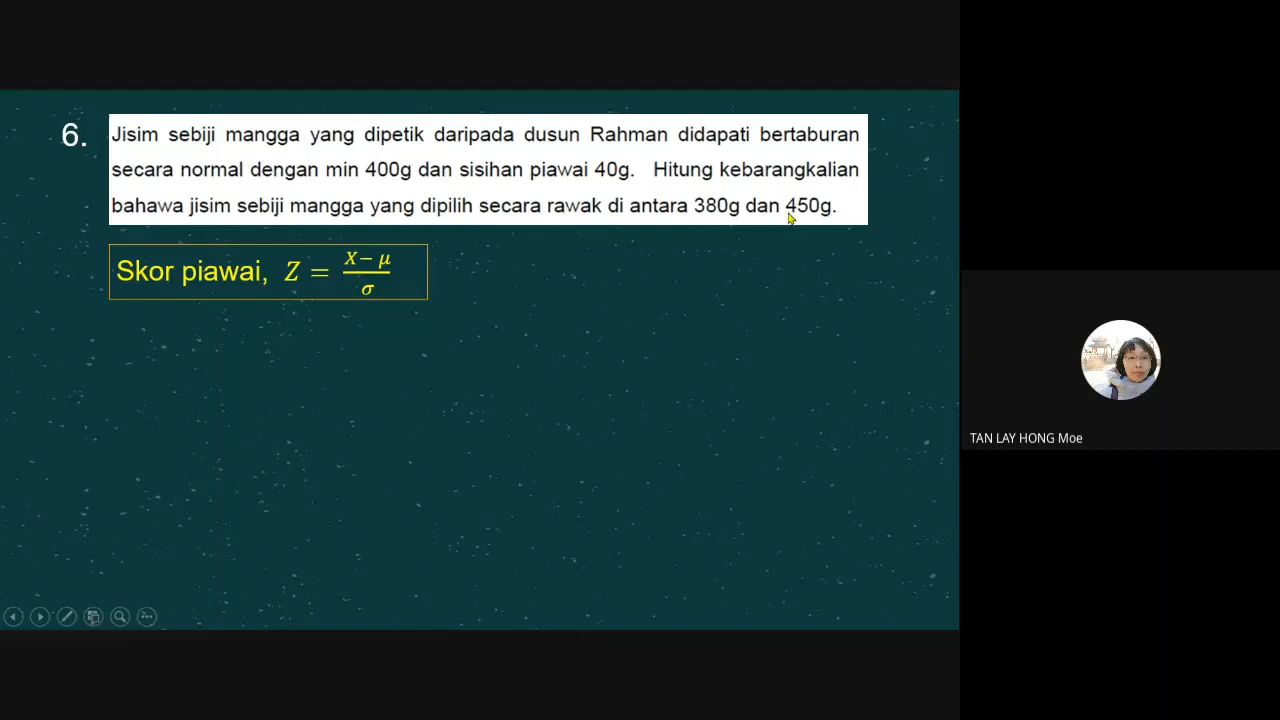 6.
Jisim sebiji mangga yang dipetik daripada dusun Rahman didapati bertaburan
secara normal dengan min 400g dan sisihan piawai 40g. Hitung kebarangkalian
bahawa jisim sebiji mangga yang dipilih secara rawak di antara 380g dan 450g.
Skor piawai, Z = (X − μ)/σ
TAN LAY HONG Moe